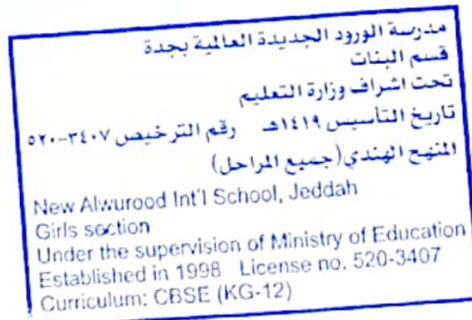 مدرسة الورود الجديدة العالمية بجدة
قسم البنات
تحت اشراف وزارة التعليم
تاريخ التأسيس ١٤١٩هـ رقم الترخيص ٣٤٠٧-٥٢٠
المنهج الهندي(جميع المراحل)
New Alwurood Int'l School, Jeddah
Girls section
Under the supervision of Ministry of Education
Established in 1998 License no. 520-3407
Curriculum: CBSE (KG-12)